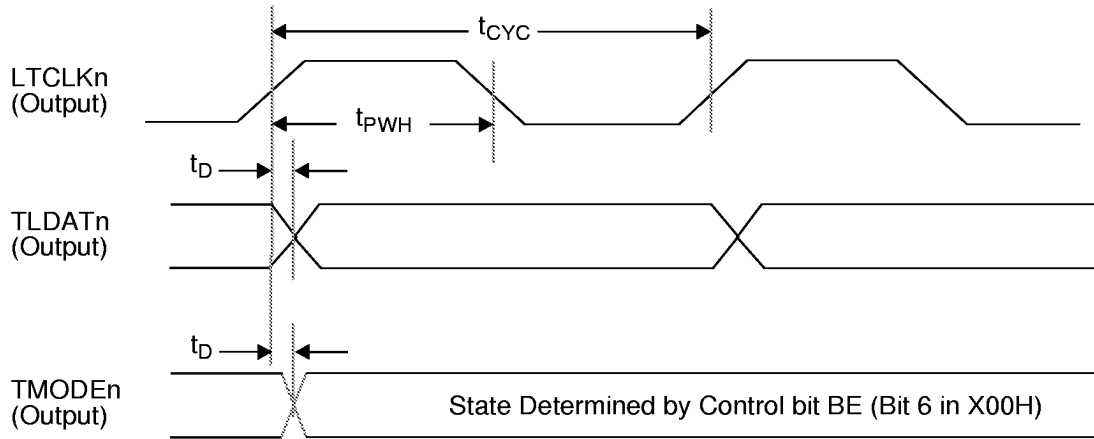 tCYC
LTCLKn
(Output)
tPWH
tD
TLDATn
(Output)
tD
TMODEn
(Output)
State Determined by Control bit BE (Bit 6 in X00H)